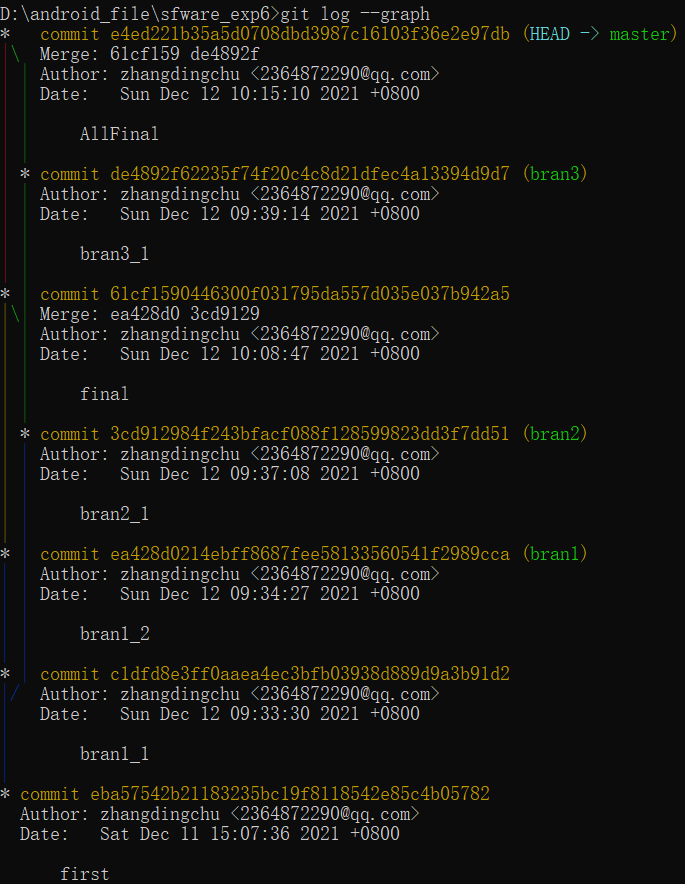 D:\android_file\sfware_exp6>git log --graph
*   commit e4ed221b35a5d0708dbd3987c16103f36e2e97db (HEAD -> master)
|\  Merge: 61cf159 de4892f
| | Author: zhangdingchu <2364872290@qq.com>
| | Date:   Sun Dec 12 10:15:10 2021 +0800
| |
| |     AllFinal
| |
| * commit de4892f62235f74f20c4c8d21dfec4a13394d9d7 (bran3)
| | Author: zhangdingchu <2364872290@qq.com>
| | Date:   Sun Dec 12 09:39:14 2021 +0800
| |
| |     bran3_1
| |
* | commit 61cf1590446300f031795da557d035e037b942a5
|\| Merge: ea428d0 3cd9129
| | Author: zhangdingchu <2364872290@qq.com>
| | Date:   Sun Dec 12 10:08:47 2021 +0800
| |
| |     final
| |
| * commit 3cd912984f243bfacf088f128599823dd3f7dd51 (bran2)
| | Author: zhangdingchu <2364872290@qq.com>
| | Date:   Sun Dec 12 09:37:08 2021 +0800
| |
| |     bran2_1
| |
* | commit ea428d0214ebff8687fee58133560541f2989cca (bran1)
| | Author: zhangdingchu <2364872290@qq.com>
| | Date:   Sun Dec 12 09:34:27 2021 +0800
| |
| |     bran1_2
| |
* | commit c1dfd8e3ff0aaea4ec3bfb03938d889d9a3b91d2
|/  Author: zhangdingchu <2364872290@qq.com>
|   Date:   Sun Dec 12 09:33:30 2021 +0800
|
|       bran1_1
|
* commit eba57542b21183235bc19f8118542e85c4b05782
  Author: zhangdingchu <2364872290@qq.com>
  Date:   Sat Dec 11 15:07:36 2021 +0800

      first